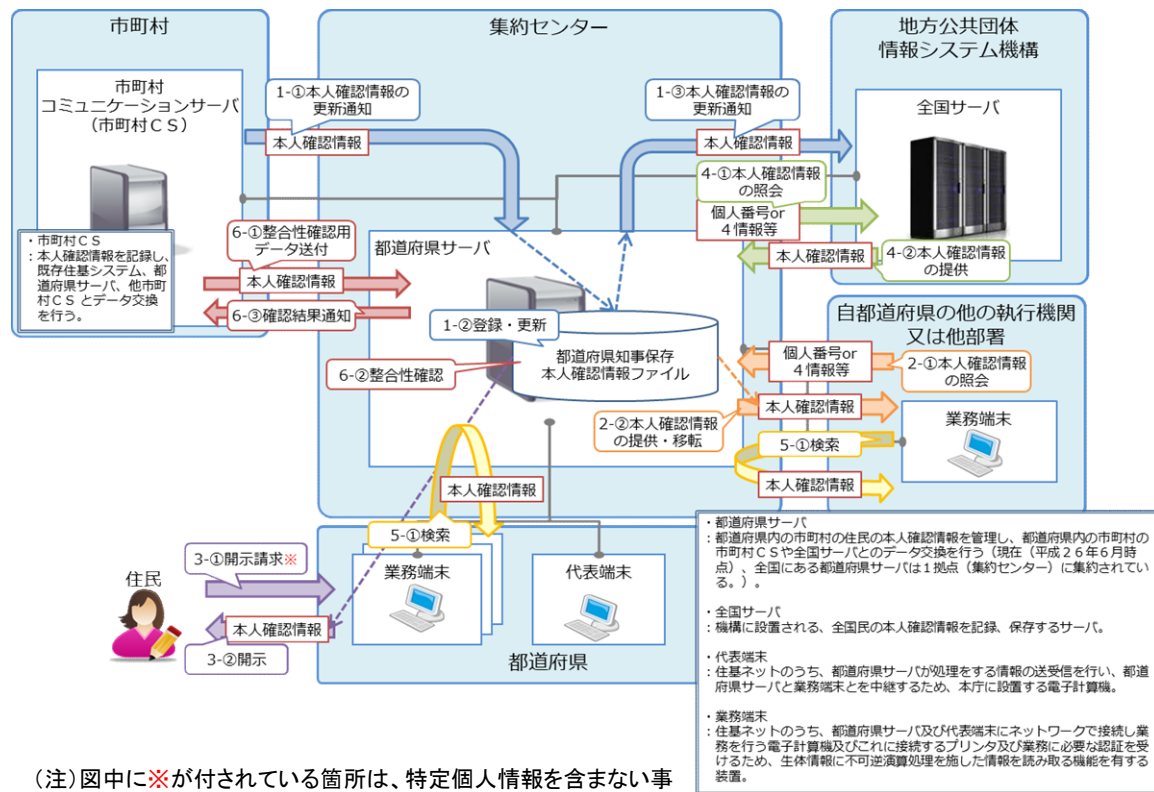 市町村
集約センター
地方公共団体
情報システム機構
市町村
コミュニケーションサーバ
（市町村ＣＳ）
1-①本人確認情報の
更新通知
本人確認情報
1-③本人確認情報の
更新通知
本人確認情報
全国サーバ
4-①本人確認情報
の照会
個人番号or
４情報等
本人確認情報
4-②本人確認情報
の提供
・市町村ＣＳ
：本人確認情報を記録し、
既存住基システム、都
道府県サーバ、他市町
村ＣＳ とデータ交換
を行う。
6-①整合性確認用
データ送付
本人確認情報
6-③確認結果通知
都道府県サーバ
1-②登録・更新
6-②整合性確認
都道府県知事保存
本人確認情報ファイル
自都道府県の他の執行機関
又は他部署
個人番号or
４情報等
2-①本人確認情報
の照会
本人確認情報
2-②本人確認情報
の提供・移転
業務端末
5-①検索
本人確認情報
本人確認情報
5-①検索
3-①開示請求※
住民
本人確認情報
3-②開示
業務端末
代表端末
都道府県
・都道府県サーバ
：都道府県内の市町村の住民の本人確認情報を管理し、都道府県内の市町村の
市町村ＣＳや全国サーバとのデータ交換を行う（現在（平成２６年６月時
点）、全国にある都道府県サーバは１拠点（集約センター）に集約されてい
る。）。
・全国サーバ
：機構に設置される、全国民の本人確認情報を記録、保存するサーバ。
・代表端末
：住基ネットのうち、都道府県サーバが処理をする情報の送受信を行い、都道
府県サーバと業務端末とを中継するため、本庁に設置する電子計算機。
・業務端末
：住基ネットのうち、都道府県サーバ及び代表端末にネットワークで接続し業
務を行う電子計算機及びこれに接続するプリンタ及び業務に必要な認証を受
けるため、生体情報に不可逆演算処理を施した情報を読み取る機能を有する
装置。
（注）図中に※が付されている箇所は、特定個人情報を含まない事